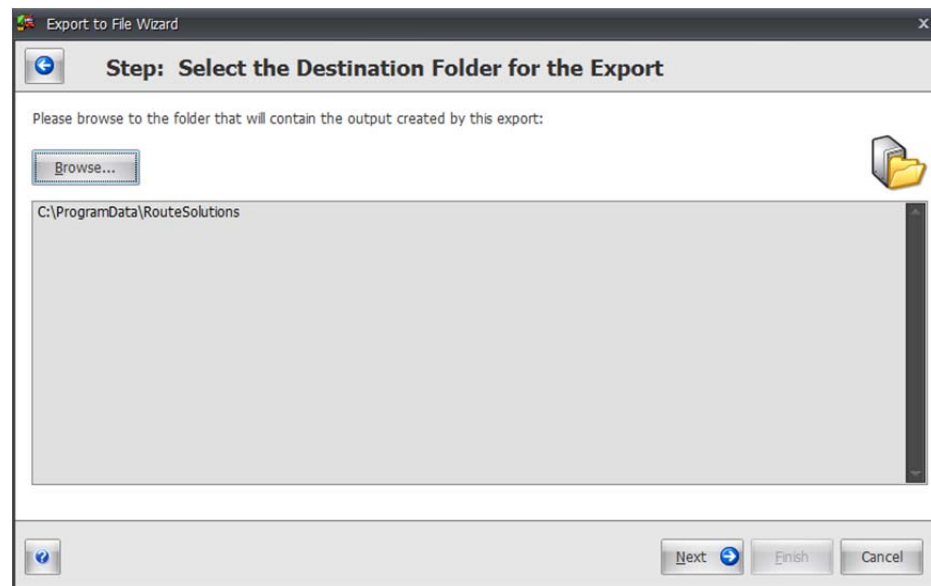 Export to File Wizard
x
Step: Select the Destination Folder for the Export
Please browse to the folder that will contain the output created by this export:
Browse...
C:\ProgramData\RouteSolutions
?
Next
Finish
Cancel